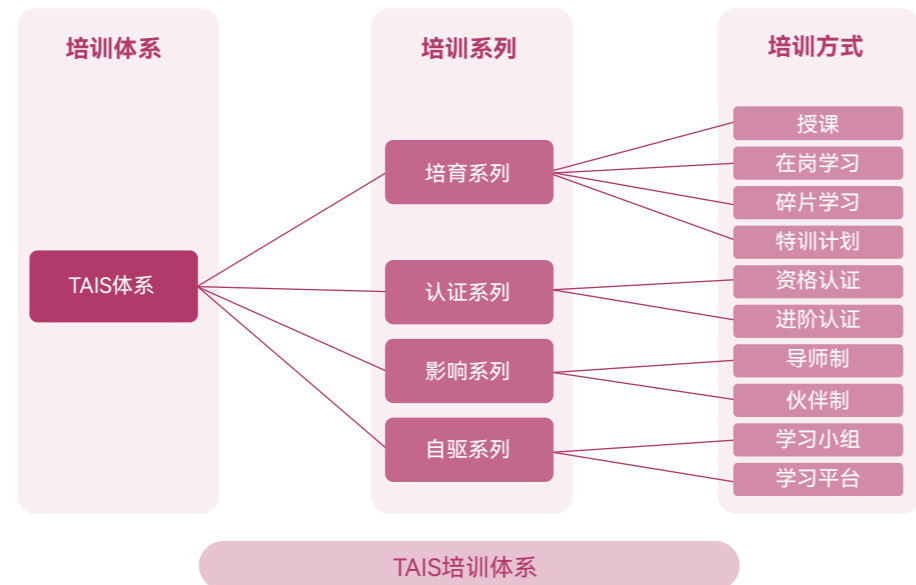 培训体系
培训系列
培训方式
TAIS体系
培育系列
认证系列
影响系列
自驱系列
授课
在岗学习
碎片学习
特训计划
资格认证
进阶认证
导师制
伙伴制
学习小组
学习平台
TAIS培训体系